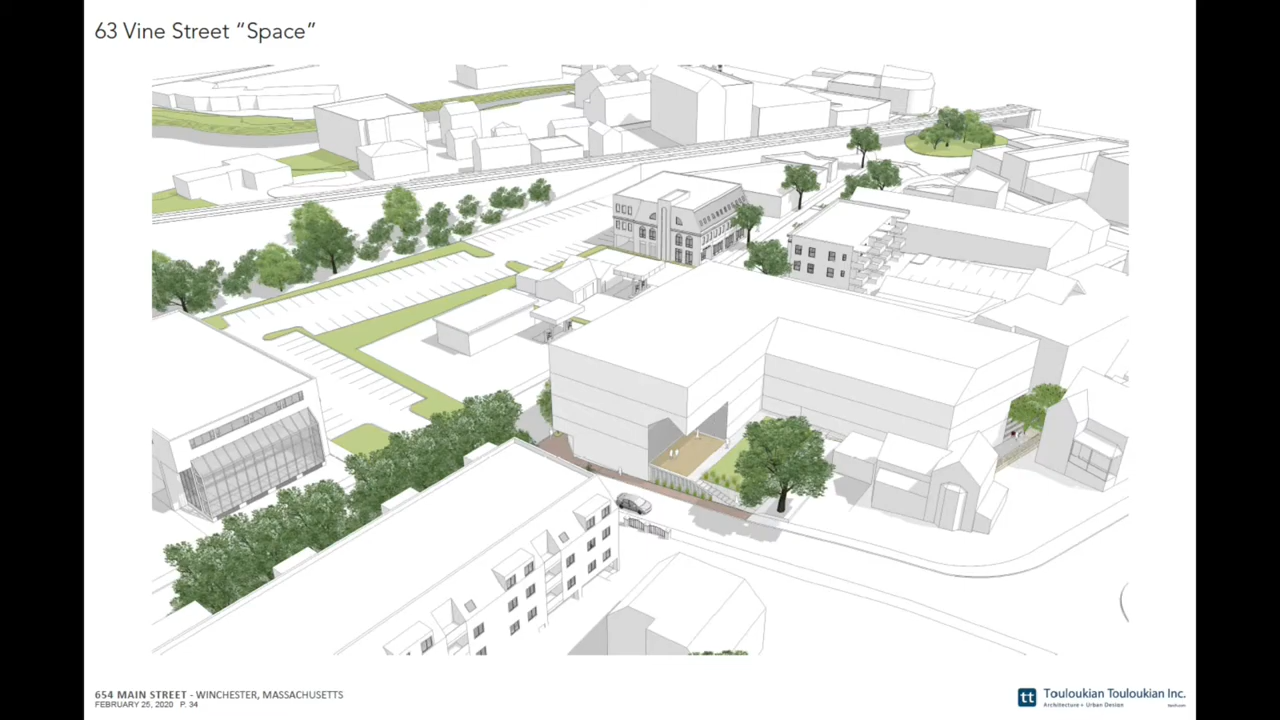 63 Vine Street “Space”
654 MAIN STREET - WINCHESTER, MASSACHUSETTS
FEBRUARY 25, 2020 P. 34
tt
Touloukian Touloukian Inc.
Architecture + Urban Design